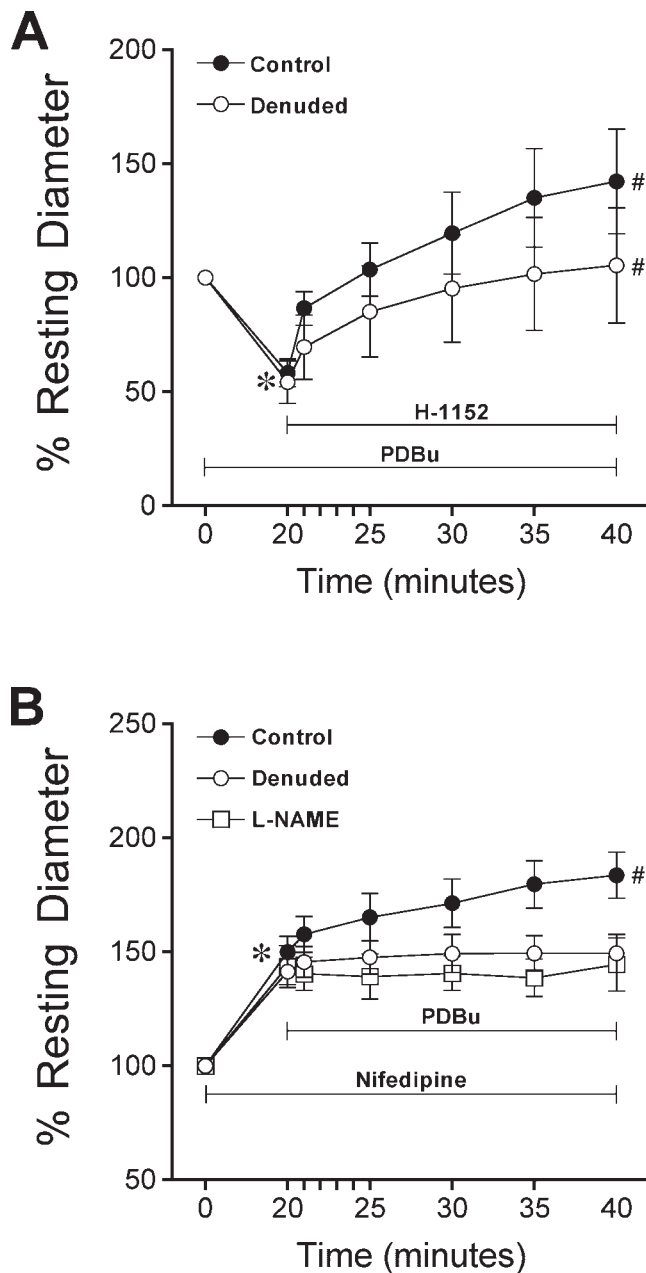 A
% Resting Diameter
200
150
100
50
0
Control
Denuded
#
#
*
H-1152
PDBu
0 20 25 30 35 40
Time (minutes)
B
% Resting Diameter
250
200
150
100
50
Control
Denuded
L-NAME
#
*
PDBu
Nifedipine
0 20 25 30 35 40
Time (minutes)